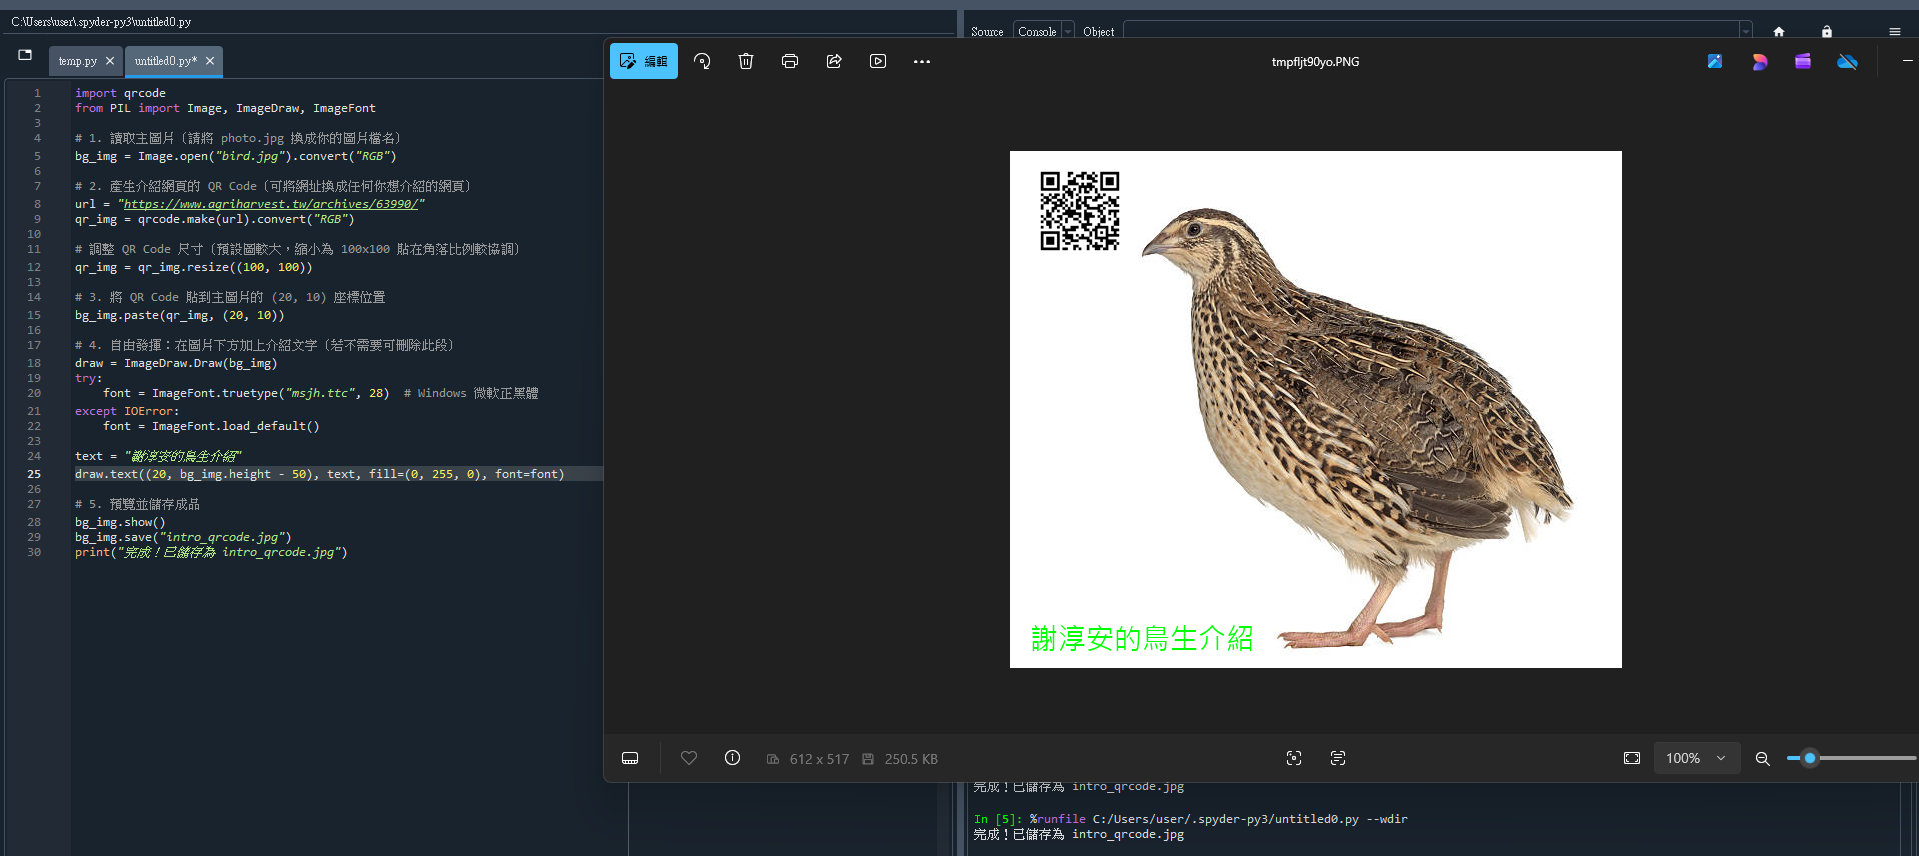 C:\Users\user\.spyder-py3\untitled0.py
temp.py
untitled0.py*
1 import qrcode
2 from PIL import Image, ImageDraw, ImageFont
3
4 # 1. 讀取主圖片（請將 photo.jpg 換成你的圖片檔名）
5 bg_img = Image.open("bird.jpg").convert("RGB")
6
7 # 2. 產生介紹網頁的 QR Code（可將網址換成任何你想介紹的網頁）
8 url = "https://www.agriharvest.tw/archives/63990/"
9 qr_img = qrcode.make(url).convert("RGB")
10
11 # 調整 QR Code 尺寸（預設圖較大，縮小為 100x100 貼在角落比例較協調）
12 qr_img = qr_img.resize((100, 100))
13
14 # 3. 將 QR Code 貼到主圖片的 (20, 10) 座標位置
15 bg_img.paste(qr_img, (20, 10))
16
17 # 4. 自由發揮：在圖片下方加上介紹文字（若不需要可刪除此段）
18 draw = ImageDraw.Draw(bg_img)
19 try:
20 font = ImageFont.truetype("msjh.ttc", 28) # Windows 微軟正黑體
21 except IOError:
22 font = ImageFont.load_default()
23
24 text = "謝淳安的鳥生介紹"
25 draw.text((20, bg_img.height - 50), text, fill=(0, 255, 0), font=font)
26
27 # 5. 預覽並儲存成品
28 bg_img.show()
29 bg_img.save("intro_qrcode.jpg")
30 print("完成！已儲存為 intro_qrcode.jpg")
Source Console Object
編輯
tmpfljt90yo.PNG
謝淳安的鳥生介紹
612 x 517 250.5 KB
100%
完成！已儲存為 intro_qrcode.jpg
In [5]: %runfile C:/Users/user/.spyder-py3/untitled0.py --wdir
完成！已儲存為 intro_qrcode.jpg